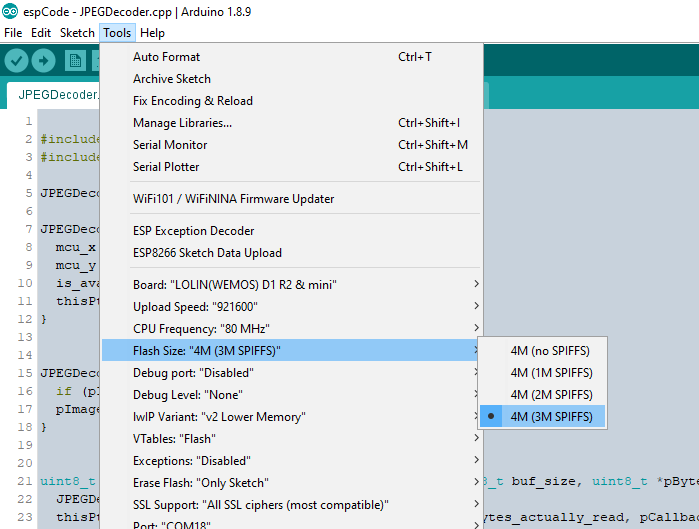 espCode - JPEGDecoder.cpp | Arduino 1.8.9
File Edit Sketch Tools Help
JPEGDecoder.
Auto Format Ctrl+T
Archive Sketch
Fix Encoding & Reload
Manage Libraries... Ctrl+Shift+I
Serial Monitor Ctrl+Shift+M
Serial Plotter Ctrl+Shift+L
WiFi101 / WiFiNINA Firmware Updater
ESP Exception Decoder
ESP8266 Sketch Data Upload
Board: "LOLIN(WEMOS) D1 R2 & mini"
Upload Speed: "921600"
CPU Frequency: "80 MHz"
Flash Size: "4M (3M SPIFFS)"
Debug port: "Disabled"
Debug Level: "None"
lwIP Variant: "v2 Lower Memory"
VTables: "Flash"
Exceptions: "Disabled"
Erase Flash: "Only Sketch"
SSL Support: "All SSL ciphers (most compatible)"
Port: "COM18"
4M (no SPIFFS)
4M (1M SPIFFS)
4M (2M SPIFFS)
4M (3M SPIFFS)
1
2 #include
3 #include
4
5 JPEGDeco
6
7 JPEGDeco
8 mcu_x
9 mcu_y
10 is_ava
11 thisPt
12 }
13
14
15 JPEGDeco
16 if (p
17 pImage
18 }
19
20
21 uint8_t 8_t buf_size, uint8_t *pByte
22 JPEGD
23 thisPt ytes_actually_read, pCallba